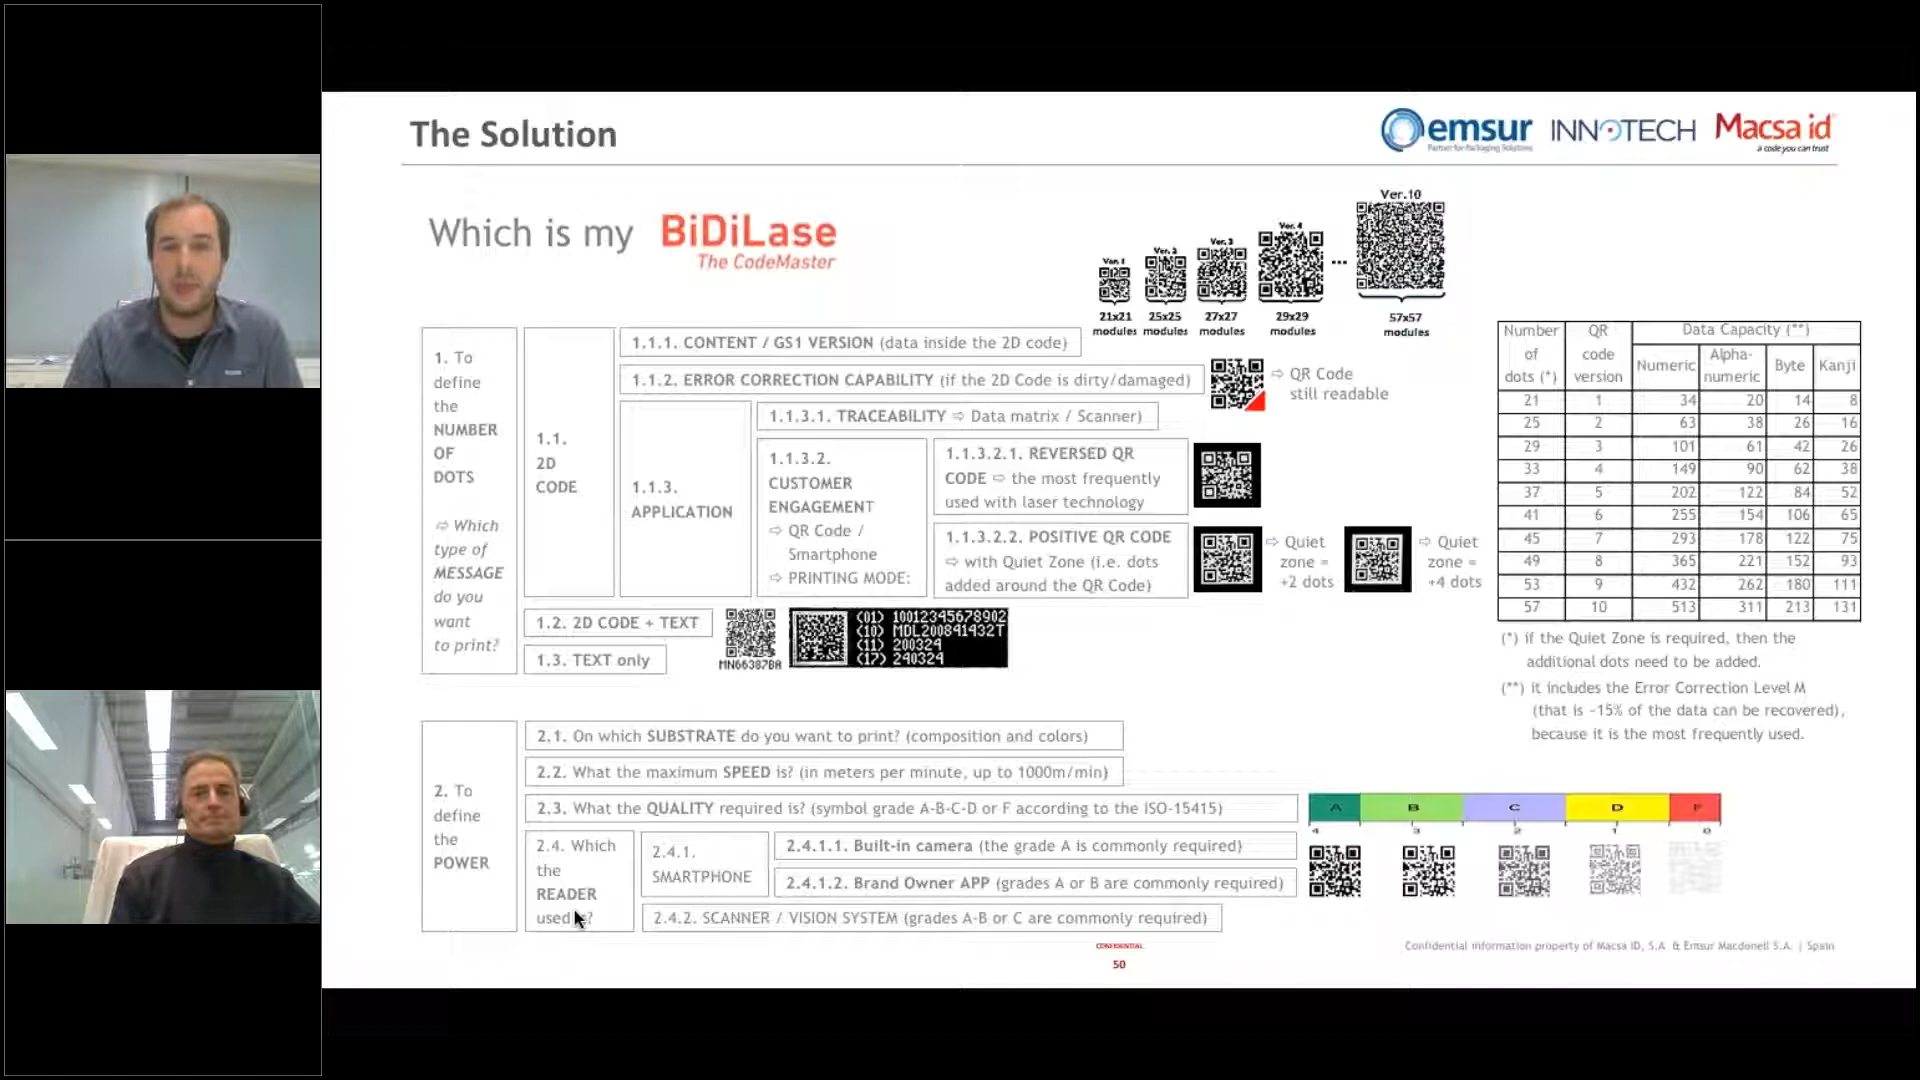 The Solution
emsur
Partner for Packaging Solutions
INNOTECH
Macsa id
a code you can trust
Which is my BiDiLase
The CodeMaster
Ver. 1
Ver. 2
Ver. 3
Ver. 4
...
Ver.10
21x21
modules
25x25
modules
27x27
modules
29x29
modules
57x57
modules
1. To
define
the
NUMBER
OF
DOTS
⇨ Which
type of
MESSAGE
do you
want
to print?
1.1.
2D
CODE
1.1.1. CONTENT / GS1 VERSION (data inside the 2D code)
1.1.2. ERROR CORRECTION CAPABILITY (if the 2D Code is dirty/damaged)
⇨ QR Code
still readable
1.1.3.
APPLICATION
1.1.3.1. TRACEABILITY ⇨ Data matrix / Scanner)
1.1.3.2.
CUSTOMER
ENGAGEMENT
⇨ QR Code /
Smartphone
⇨ PRINTING MODE:
1.1.3.2.1. REVERSED QR
CODE ⇨ the most frequently
used with laser technology
1.1.3.2.2. POSITIVE QR CODE
⇨ with Quiet Zone (i.e. dots
added around the QR Code)
⇨ Quiet
zone =
+2 dots
⇨ Quiet
zone =
+4 dots
1.2. 2D CODE + TEXT
1.3. TEXT only
MN66387BA
(01) 10012345678902
(10) MDL200841432T
(11) 200324
(17) 240324
Number of dots (*) QR code version Data Capacity (**)
Numeric Alpha-numeric Byte Kanji
21 1 34 20 14 8
25 2 63 38 26 16
29 3 101 61 42 26
33 4 149 90 62 38
37 5 202 122 84 52
41 6 255 154 106 65
45 7 293 178 122 75
49 8 365 221 152 93
53 9 432 262 180 111
57 10 513 311 213 131
(*) if the Quiet Zone is required, then the
additional dots need to be added.
(**) it includes the Error Correction Level M
(that is ~15% of the data can be recovered),
because it is the most frequently used.
2. To
define
the
POWER
2.1. On which SUBSTRATE do you want to print? (composition and colors)
2.2. What the maximum SPEED is? (in meters per minute, up to 1000m/min)
2.3. What the QUALITY required is? (symbol grade A-B-C-D or F according to the ISO-15415)
2.4. Which
the
READER
used is?
2.4.1.
SMARTPHONE
2.4.1.1. Built-in camera (the grade A is commonly required)
2.4.1.2. Brand Owner APP (grades A or B are commonly required)
2.4.2. SCANNER / VISION SYSTEM (grades A-B or C are commonly required)
A B C D F
4 3 2 1 0
CONFIDENTIAL
50
Confidential information property of Macsa ID, S.A & Emsur Macdonell S.A. | Spain